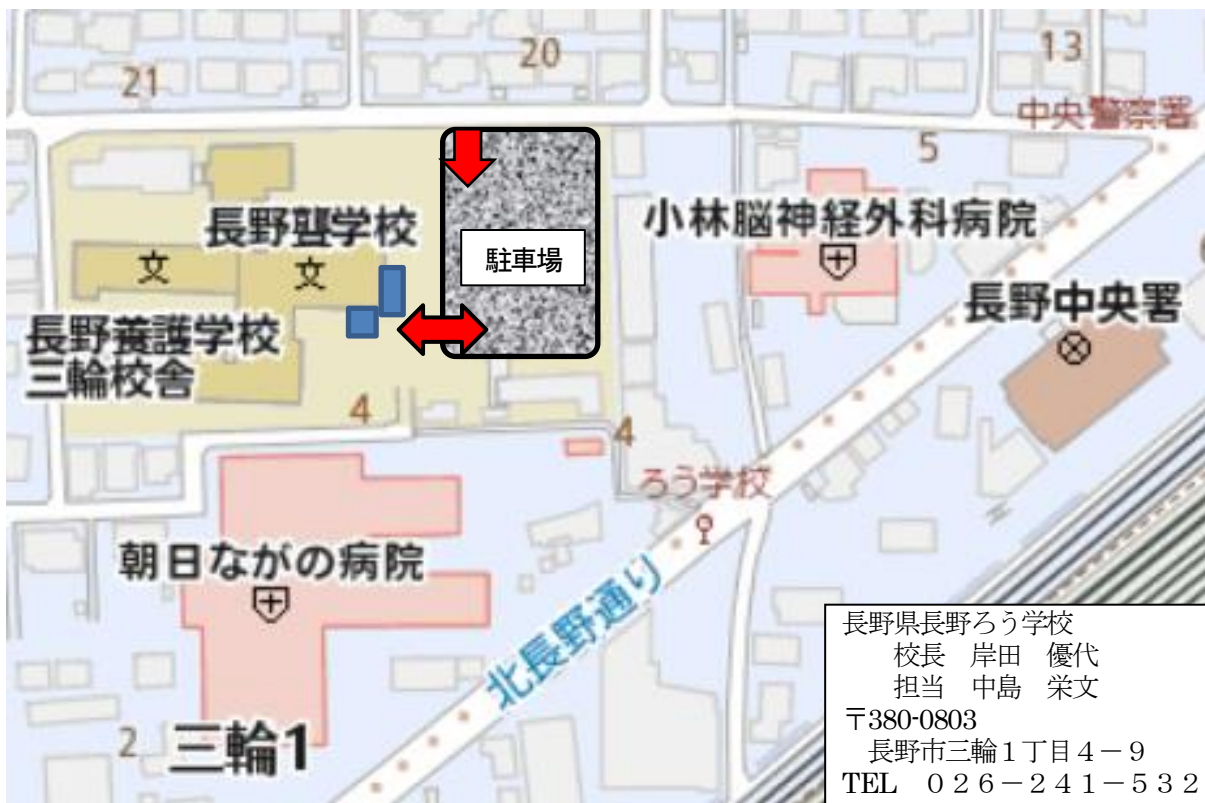 21
20
13
中央警察署
5
長野聾学校
小林脳神経外科病院
駐車場
文
文
長野中央署
長野養護学校
三輪校舎
4
4
ろう学校
朝日ながの病院
北長野通り
2
三輪1
長野県長野ろう学校
校長 岸田 優代
担当 中島 栄文
〒380-0803
長野市三輪1丁目4-9
TEL 026-241-532